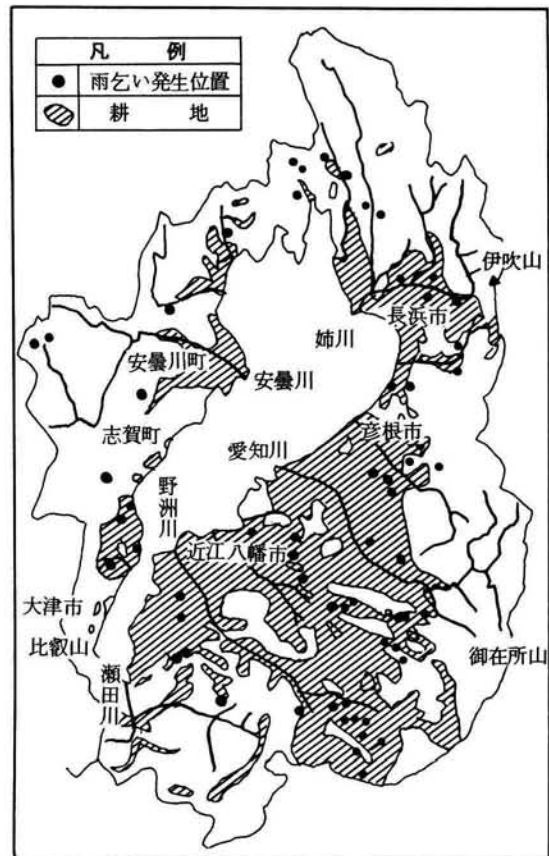 凡 例
雨乞い発生位置
耕 地
伊吹山
長浜市
姉川
安曇川町
安曇川
志賀町
彦根市
愛知川
野洲川
近江八幡市
大津市
比叡山
御在所山
瀬田川